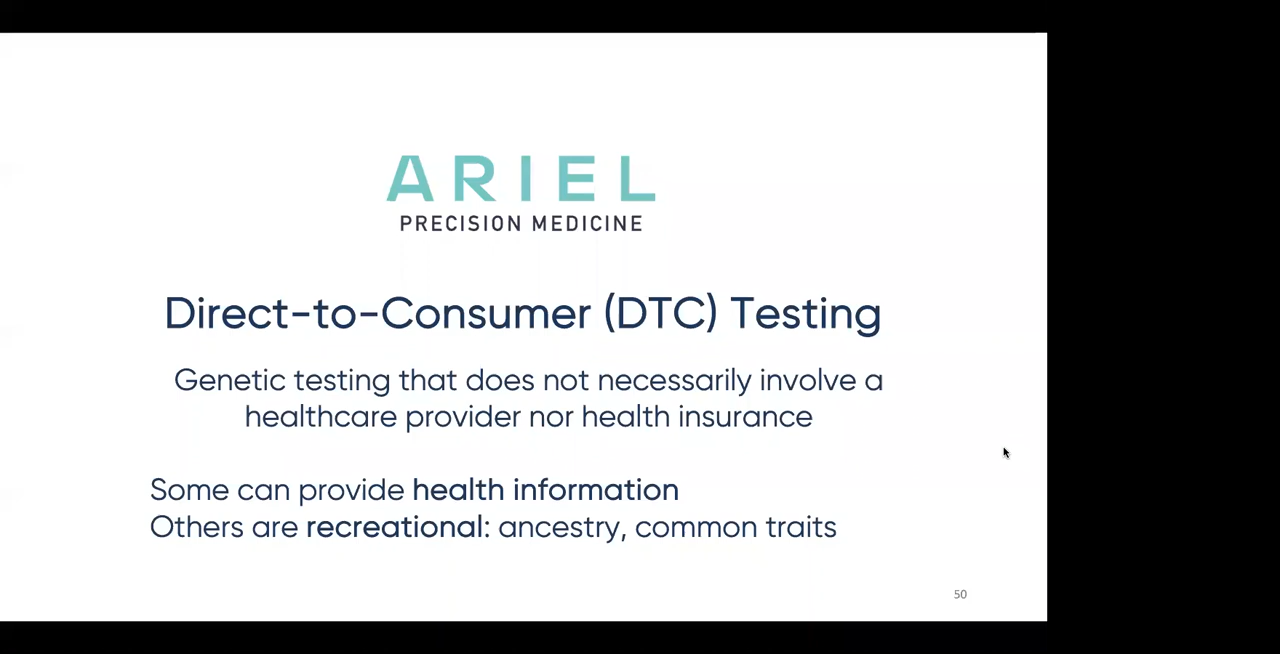 ARIEL
PRECISION MEDICINE
Direct-to-Consumer (DTC) Testing
Genetic testing that does not necessarily involve a
healthcare provider nor health insurance
Some can provide health information
Others are recreational: ancestry, common traits
50